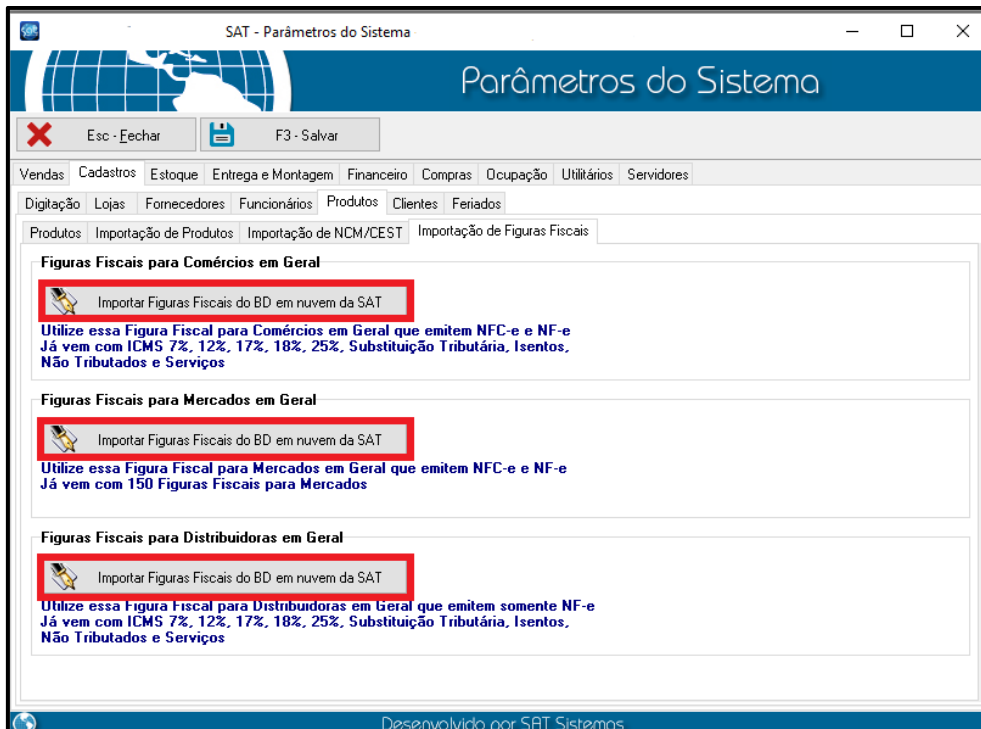 SAT - Parâmetros do Sistema
Parâmetros do Sistema
Esc - Fechar F3 - Salvar
Vendas Cadastros Estoque Entrega e Montagem Financeiro Compras Ocupação Utilitários Servidores
Digitação Lojas Fornecedores Funcionários Produtos Clientes Feriados
Produtos Importação de Produtos Importação de NCM/CEST Importação de Figuras Fiscais
Figuras Fiscais para Comércios em Geral
Importar Figuras Fiscais do BD em nuvem da SAT
Utilize essa Figura Fiscal para Comércios em Geral que emitem NFC-e e NF-e
Já vem com ICMS 7%, 12%, 17%, 18%, 25%, Substituição Tributária, Isentos,
Não Tributados e Serviços
Figuras Fiscais para Mercados em Geral
Importar Figuras Fiscais do BD em nuvem da SAT
Utilize essa Figura Fiscal para Mercados em Geral que emitem NFC-e e NF-e
Já vem com 150 Figuras Fiscais para Mercados
Figuras Fiscais para Distribuidoras em Geral
Importar Figuras Fiscais do BD em nuvem da SAT
Utilize essa Figura Fiscal para Distribuidoras em Geral que emitem somente NF-e
Já vem com ICMS 7%, 12%, 17%, 18%, 25%, Substituição Tributária, Isentos,
Não Tributados e Serviços
Desenvolvido por SAT Sistemas